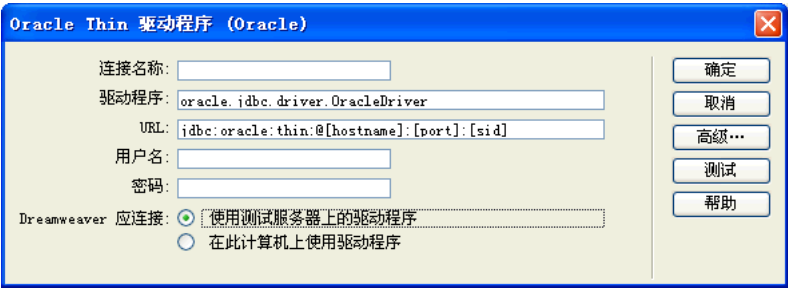 Oracle Thin 驱动程序 (Oracle)
连接名称:
驱动程序: oracle.jdbc.driver.OracleDriver
URL: jdbc:oracle:thin:@[hostname]:[port]:[sid]
用户名:
密码:
Dreamweaver 应连接: 使用测试服务器上的驱动程序
在此计算机上使用驱动程序
确定
取消
高级…
测试
帮助